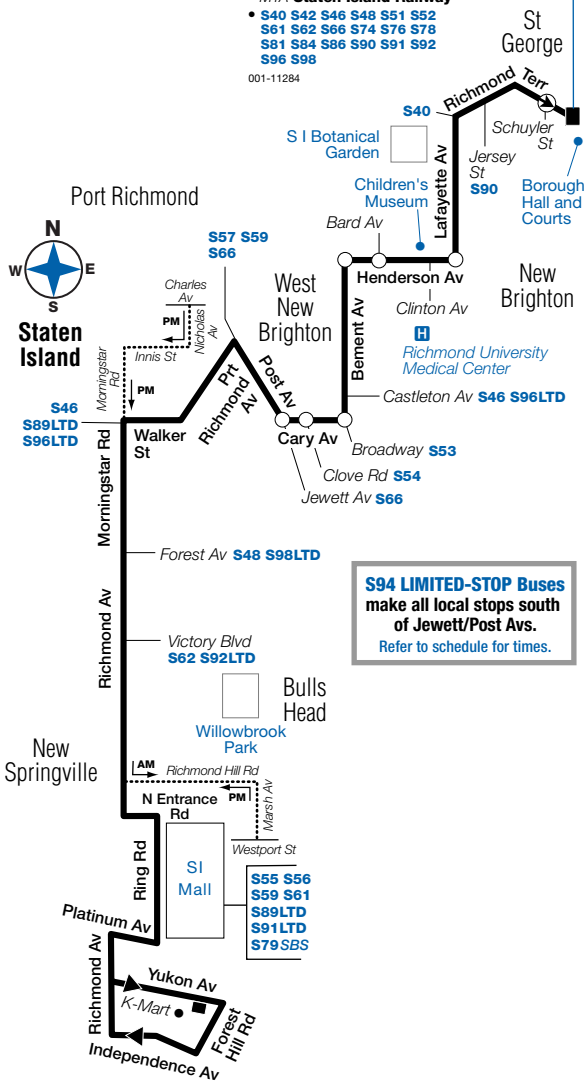 MTA Staten Island Railway
• S40 S42 S46 S48 S51 S52
S61 S62 S66 S74 S76 S78
S81 S84 S86 S90 S91 S92
S96 S98
001-11284
St
George
Richmond Terr
S40
Schuyler
St
S I Botanical
Garden
Jersey
St
S90
Borough
Hall and
Courts
Lafayette Av
Children's
Museum
Port Richmond
Bard Av
S57 S59
S66
N
W E
S
Staten
Island
Henderson Av
New
Brighton
West
New
Brighton
Clinton Av
Charles
Av
PM
Nicholas
Av
Innis St
Bement Av
H
Richmond University
Medical Center
Morningstar
Rd
PM
Prt
Richmond
Av
Post Av
Castleton Av S46 S96LTD
S46
S89LTD
S96LTD
Walker
St
Cary Av
Broadway S53
Clove Rd S54
Jewett Av S66
Morningstar Rd
Forest Av S48 S98LTD
S94 LIMITED-STOP Buses
make all local stops south
of Jewett/Post Avs.
Refer to schedule for times.
Richmond Av
Victory Blvd
S62 S92LTD
Bulls
Head
Willowbrook
Park
New
Springville
AM
Richmond Hill Rd
PM
N Entrance
Rd
Marsh Av
Westport St
Ring Rd
SI
Mall
S55 S56
S59 S61
S89LTD
S91LTD
S79SBS
Platinum Av
Richmond Av
Yukon Av
K-Mart
Forest
Hill Rd
Independence Av